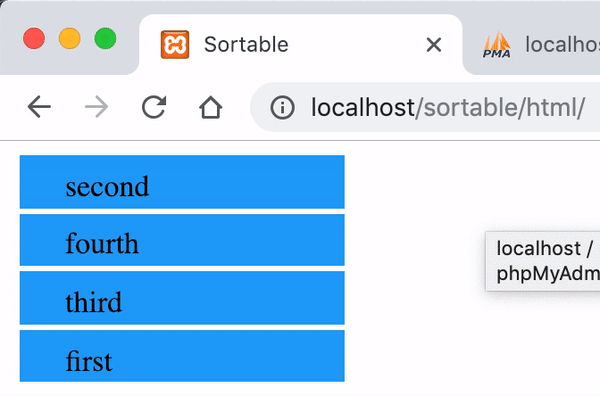 Sortable
PMA
localhos
localhost/sortable/html/
second
fourth
third
first
localhost /
phpMyAdm